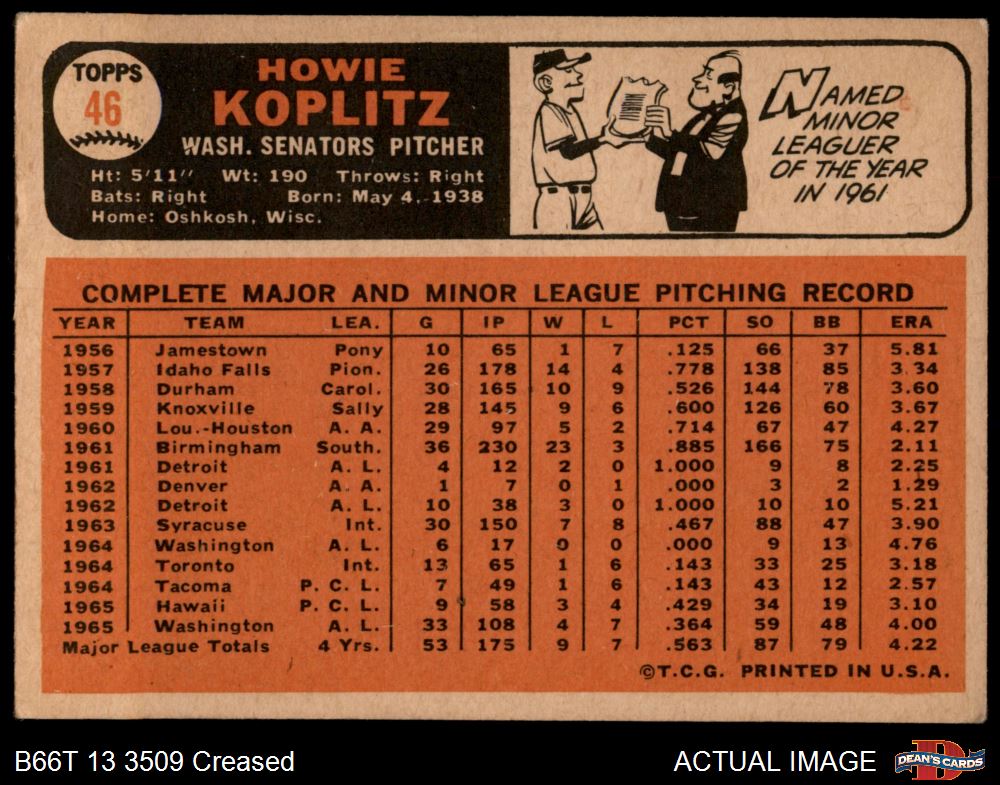 TOPPS
46
HOWIE
KOPLITZ
WASH. SENATORS PITCHER
Ht: 5'11" Wt: 190 Throws: Right
Bats: Right Born: May 4, 1938
Home: Oshkosh, Wisc.
NAMED
MINOR
LEAGUER
OF THE YEAR
IN 1961
COMPLETE MAJOR AND MINOR LEAGUE PITCHING RECORD
YEAR TEAM LEA. G IP W L PCT SO BB ERA
1956 Jamestown Pony 10 65 1 7 .125 66 37 5.81
1957 Idaho Falls Pion. 26 178 14 4 .778 138 85 3.34
1958 Durham Carol. 30 165 10 9 .526 144 78 3.60
1959 Knoxville Sally 28 145 9 6 .600 126 60 3.67
1960 Lou.-Houston A. A. 29 97 5 2 .714 67 47 4.27
1961 Birmingham South. 36 230 23 3 .885 166 75 2.11
1961 Detroit A. L. 4 12 2 0 1.000 9 8 2.25
1962 Denver A. A. 1 7 0 1 .000 3 2 1.29
1962 Detroit A. L. 10 38 3 0 1.000 10 10 5.21
1963 Syracuse Int. 30 150 7 8 .467 88 47 3.90
1964 Washington A. L. 6 17 0 0 .000 9 13 4.76
1964 Toronto Int. 13 65 1 6 .143 33 25 3.18
1964 Tacoma P. C. L. 7 49 1 6 .143 43 12 2.57
1965 Hawaii P. C. L. 9 58 3 4 .429 34 19 3.10
1965 Washington A. L. 33 108 4 7 .364 59 48 4.00
Major League Totals 4 Yrs. 53 175 9 7 .563 87 79 4.22
©T.C.G. PRINTED IN U.S.A.
B66T 13 3509 Creased
ACTUAL IMAGE
D
DEAN'S CARDS